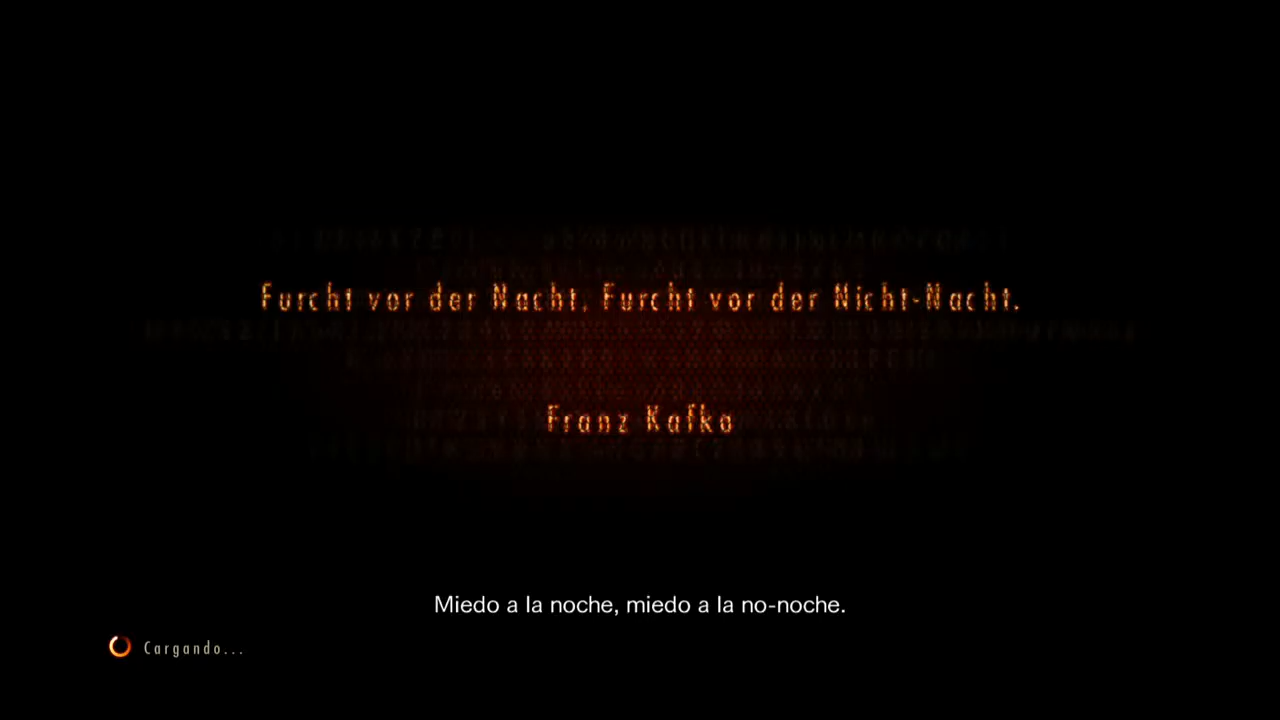 Furcht vor der Nacht. Furcht vor der Nicht-Nacht.
Franz Kafka
Miedo a la noche, miedo a la no-noche.
Cargando...